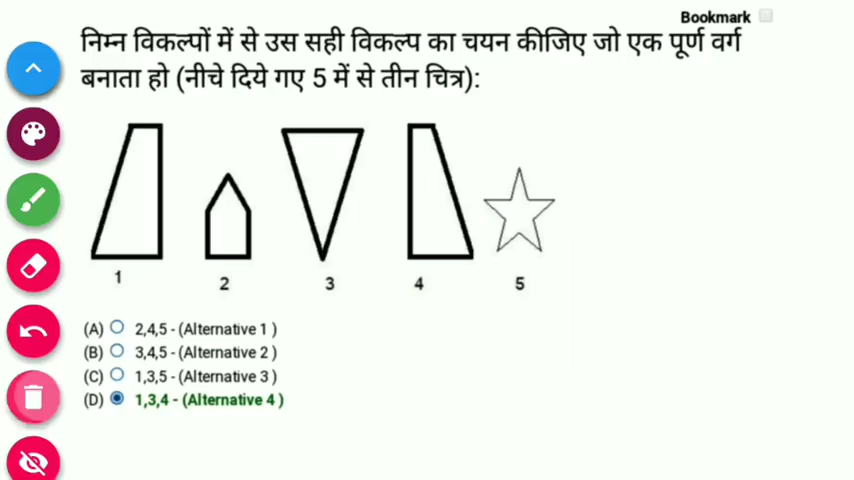 Bookmark
निम्न विकल्पों में से उस सही विकल्प का चयन कीजिए जो एक पूर्ण वर्ग
बनाता हो (नीचे दिये गए 5 में से तीन चित्र):
1 2 3 4 5
(A) 2,4,5 - (Alternative 1 )
(B) 3,4,5 - (Alternative 2 )
(C) 1,3,5 - (Alternative 3 )
(D) 1,3,4 - (Alternative 4 )